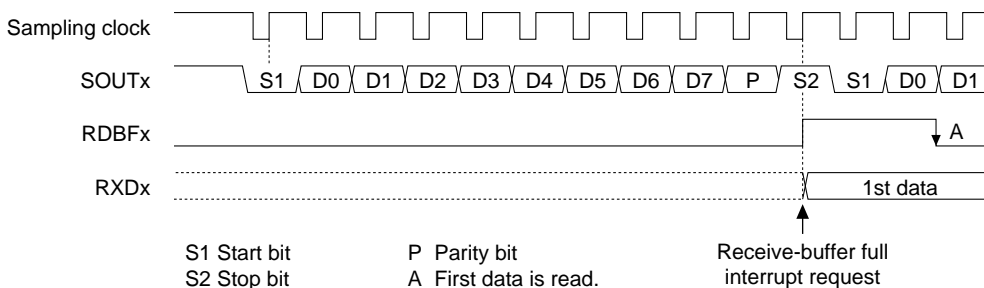 Sampling clock
SOUTx S1 D0 D1 D2 D3 D4 D5 D6 D7 P S2 S1 D0 D1
RDBFx A
RXDx 1st data
S1 Start bit P Parity bit Receive-buffer full
S2 Stop bit A First data is read. interrupt request